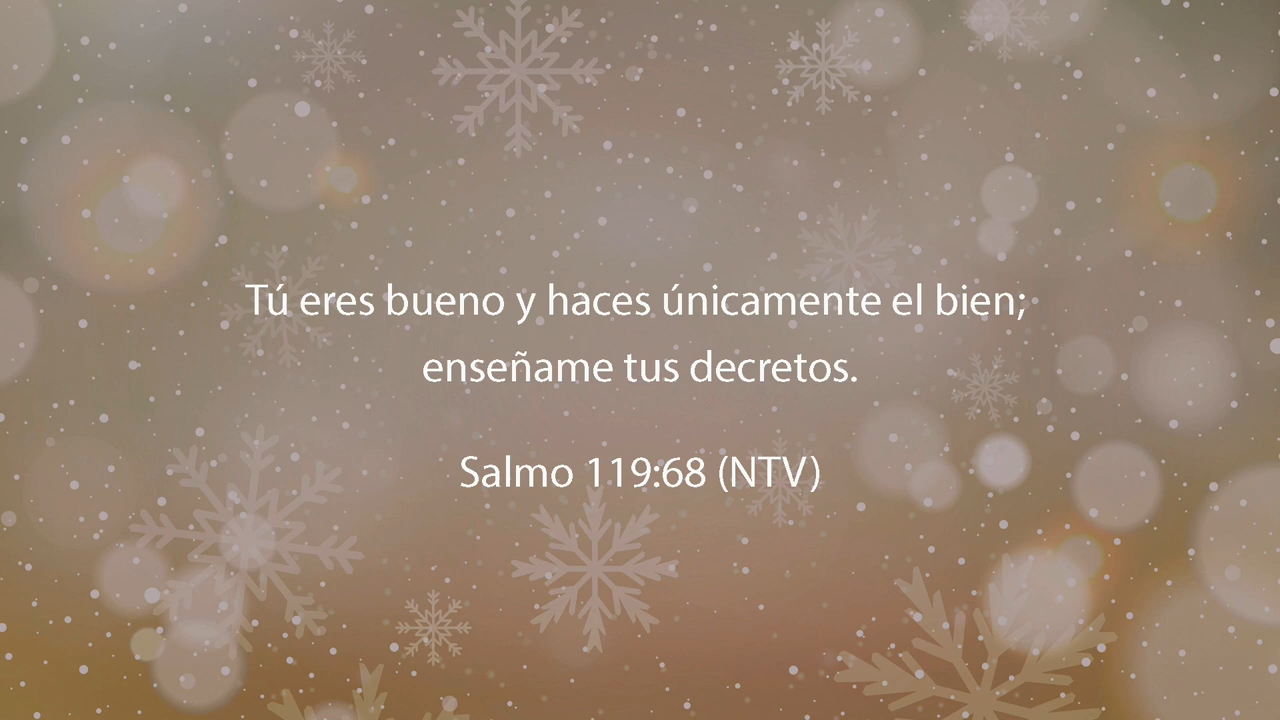 Tú eres bueno y haces únicamente el bien;
enseñame tus decretos.
Salmo 119:68 (NTV)